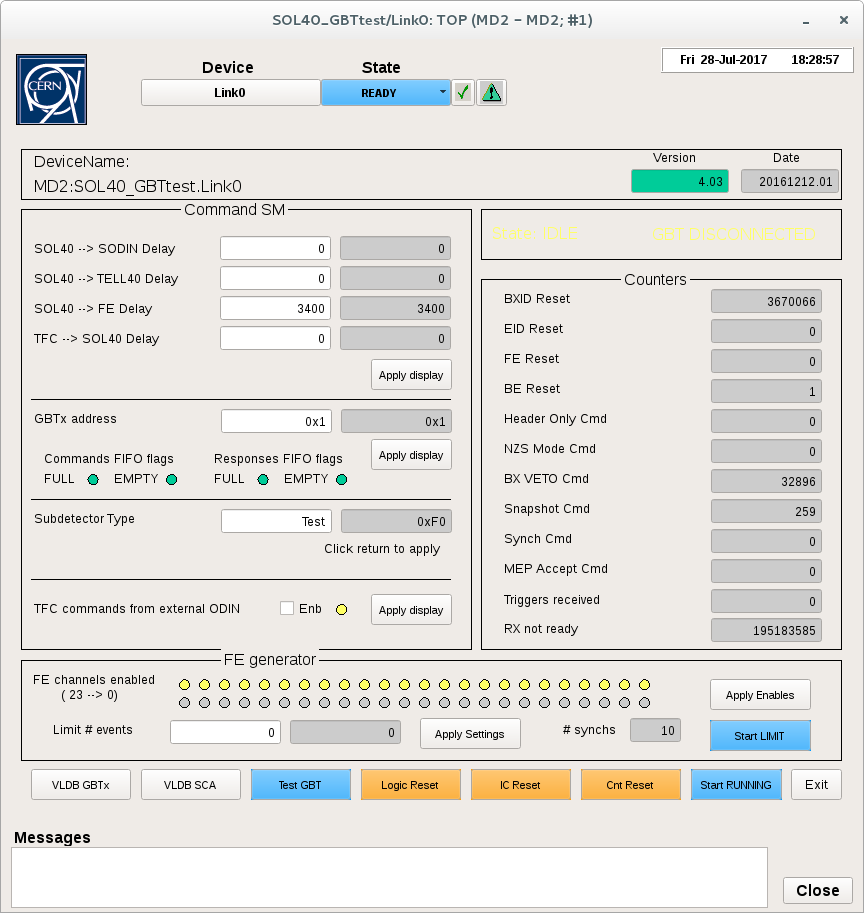 SOL40_GBTtest/Link0: TOP (MD2 - MD2; #1)
Device
State
Fri 28-Jul-2017 18:28:57
CERN
Link0
READY
DeviceName:
MD2:SOL40_GBTtest.Link0
Version
Date
4.03
20161212.01
Command SM
SOL40 --> SODIN Delay 0 0
SOL40 --> TELL40 Delay 0 0
SOL40 --> FE Delay 3400 3400
TFC --> SOL40 Delay 0 0
Apply display
GBTx address 0x1 0x1
Commands FIFO flags
Responses FIFO flags
Apply display
FULL EMPTY
FULL EMPTY
Subdetector Type Test 0xF0
Click return to apply
TFC commands from external ODIN Enb
Apply display
State: IDLE
GBT DISCONNECTED
Counters
BXID Reset 3670066
EID Reset 0
FE Reset 0
BE Reset 1
Header Only Cmd 0
NZS Mode Cmd 0
BX VETO Cmd 32896
Snapshot Cmd 259
Synch Cmd 0
MEP Accept Cmd 0
Triggers received 0
RX not ready 195183585
FE generator
FE channels enabled
( 23 --> 0)
Apply Enables
Limit # events 0 0
Apply Settings
# synchs 10
Start LIMIT
VLDB GBTx
VLDB SCA
Test GBT
Logic Reset
IC Reset
Cnt Reset
Start RUNNING
Exit
Messages
Close